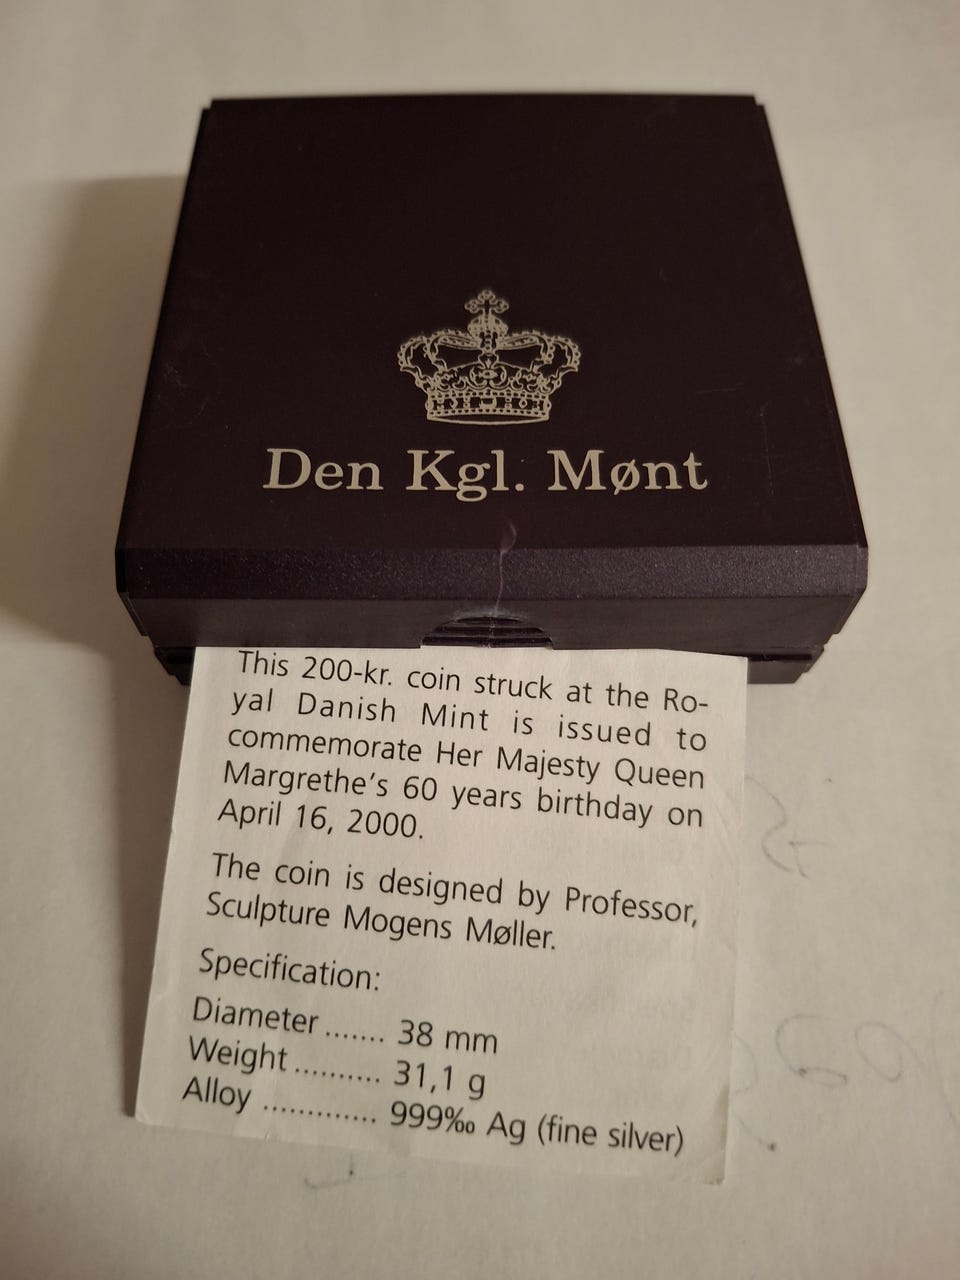 Den Kgl. Mønt
This 200-kr. coin struck at the Ro-
yal Danish Mint is issued to
commemorate Her Majesty Queen
Margrethe's 60 years birthday on
April 16, 2000.
The coin is designed by Professor,
Sculpture Mogens Møller.
Specification:
Diameter ....... 38 mm
Weight .......... 31,1 g
Alloy ............. 999‰ Ag (fine silver)